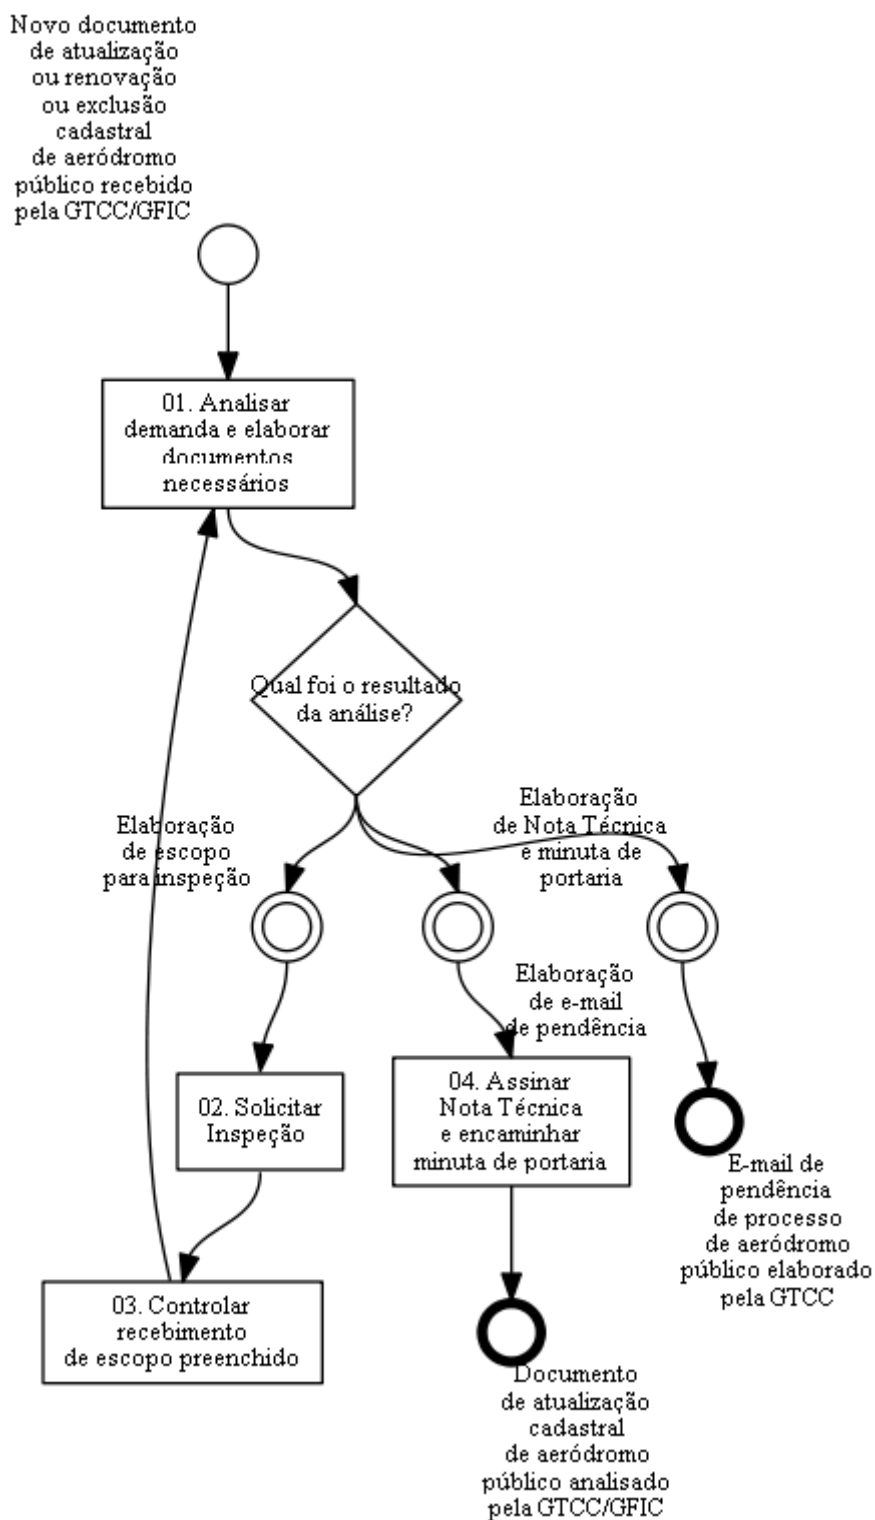 Novo documento
de atualização
ou renovação
ou exclusão
cadastral
de aeródromo
público recebido
pela GTCC/GFIC
01. Analisar
demanda e elaborar
documentos
necessários
Qual foi o resultado
da análise?
Elaboração
de escopo
para inspeção
Elaboração
de Nota Técnica
e minuta de
portaria
Elaboração
de e-mail
de pendência
02. Solicitar
Inspeção
04. Assinar
Nota Técnica
e encaminhar
minuta de portaria
E-mail de
pendência
de processo
de aeródromo
público elaborado
pela GTCC
03. Controlar
recebimento
de escopo preenchido
Documento
de atualização
cadastral
de aeródromo
público analisado
pela GTCC/GFIC